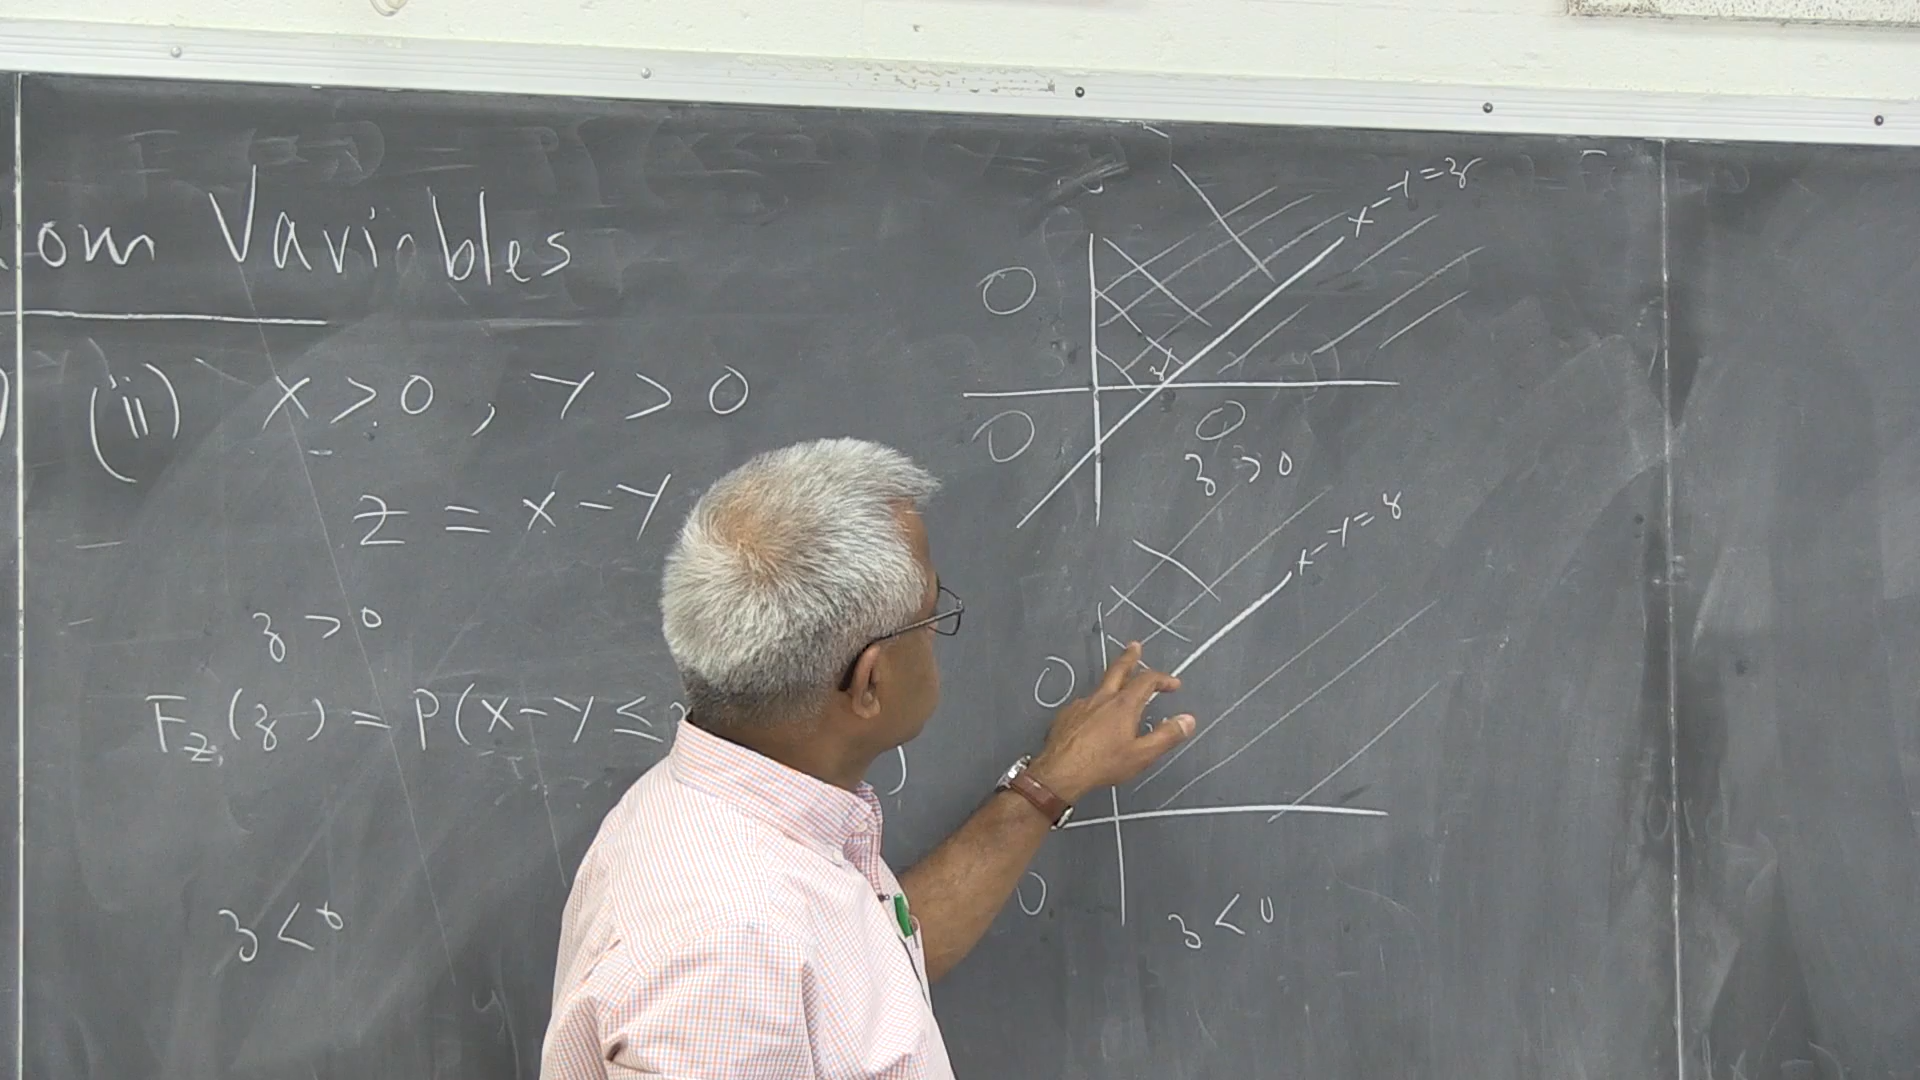 om Variables
(ii) x > 0 , y > 0
z = x - y
z > 0
F_z(z) = P(x - y ≤
)
z < 0
x - y = z
0
z
0
0
z > 0
x - y = z
0
0
z < 0